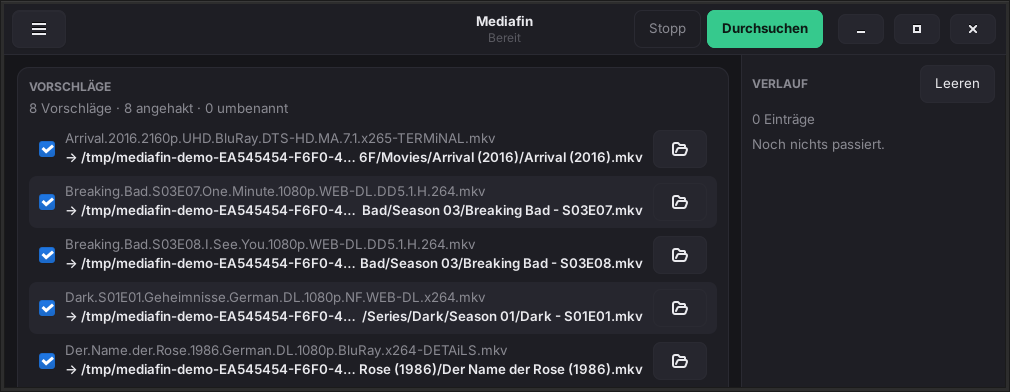 Mediafin
Bereit
Stopp
Durchsuchen
VORSCHLÄGE
8 Vorschläge · 8 angehakt · 0 umbenannt
Arrival.2016.2160p.UHD.BluRay.DTS-HD.MA.7.1.x265-TERMiNAL.mkv
→ /tmp/mediafin-demo-EA545454-F6F0-4… 6F/Movies/Arrival (2016)/Arrival (2016).mkv
Breaking.Bad.S03E07.One.Minute.1080p.WEB-DL.DD5.1.H.264.mkv
→ /tmp/mediafin-demo-EA545454-F6F0-4… Bad/Season 03/Breaking Bad - S03E07.mkv
Breaking.Bad.S03E08.I.See.You.1080p.WEB-DL.DD5.1.H.264.mkv
→ /tmp/mediafin-demo-EA545454-F6F0-4… Bad/Season 03/Breaking Bad - S03E08.mkv
Dark.S01E01.Geheimnisse.German.DL.1080p.NF.WEB-DL.x264.mkv
→ /tmp/mediafin-demo-EA545454-F6F0-4… /Series/Dark/Season 01/Dark - S01E01.mkv
Der.Name.der.Rose.1986.German.DL.1080p.BluRay.x264-DETAiLS.mkv
→ /tmp/mediafin-demo-EA545454-F6F0-4… Rose (1986)/Der Name der Rose (1986).mkv
VERLAUF
Leeren
0 Einträge
Noch nichts passiert.